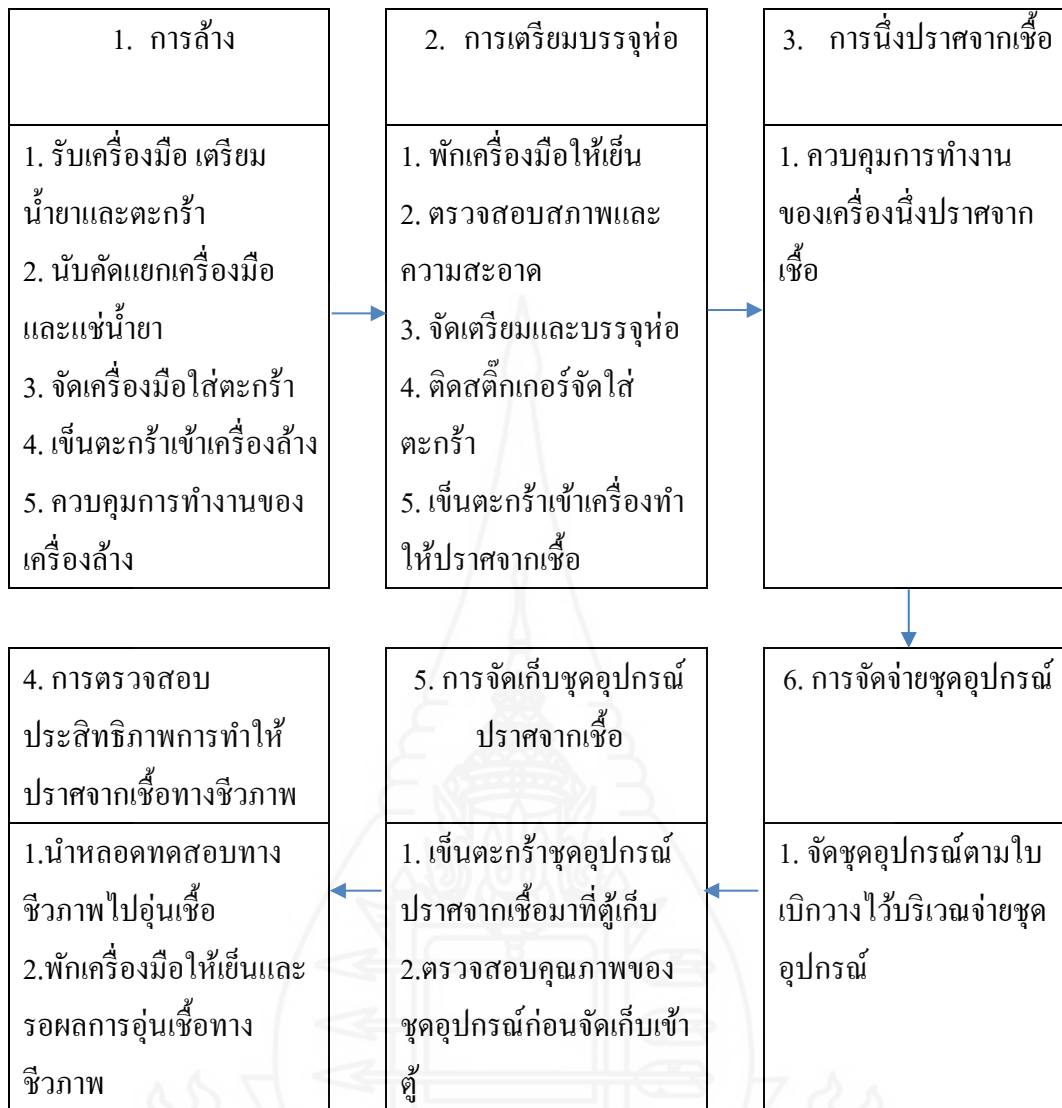 1. การล้าง
1. รับเครื่องมือ เตรียม
น้ำยาและตะกร้า
2. นับคัดแยกเครื่องมือ
และแช่น้ำยา
3. จัดเครื่องมือใส่ตะกร้า
4. เข็นตะกร้าเข้าเครื่องล้าง
5. ควบคุมการทำงานของ
เครื่องล้าง
2. การเตรียมบรรจุห่อ
1. พักเครื่องมือให้เย็น
2. ตรวจสอบสภาพและ
ความสะอาด
3. จัดเตรียมและบรรจุห่อ
4. ติดสติ๊กเกอร์จัดใส่
ตะกร้า
5. เข็นตะกร้าเข้าเครื่องทำ
ให้ปราศจากเชื้อ
3. การนึ่งปราศจากเชื้อ
1. ควบคุมการทำงาน
ของเครื่องนึ่งปราศจาก
เชื้อ
4. การตรวจสอบ
ประสิทธิภาพการทำให้
ปราศจากเชื้อทางชีวภาพ
1.นำหลอดทดสอบทาง
ชีวภาพไปอุ่นเชื้อ
2.พักเครื่องมือให้เย็นและ
รอผลการอุ่นเชื้อทาง
ชีวภาพ
5. การจัดเก็บชุดอุปกรณ์
ปราศจากเชื้อ
1. เข็นตะกร้าชุดอุปกรณ์
ปราศจากเชื้อมาที่ตู้เก็บ
2.ตรวจสอบคุณภาพของ
ชุดอุปกรณ์ก่อนจัดเก็บเข้า
ตู้
6. การจัดจ่ายชุดอุปกรณ์
1. จัดชุดอุปกรณ์ตามใบ
เบิกวางไว้บริเวณจ่ายชุด
อุปกรณ์